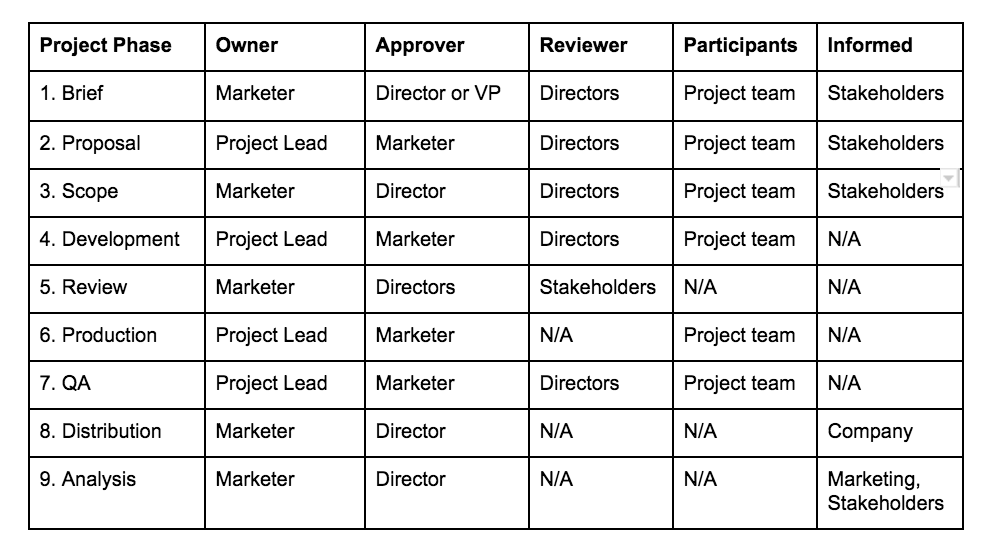 Project Phase Owner Approver Reviewer Participants Informed
1. Brief Marketer Director or VP Directors Project team Stakeholders
2. Proposal Project Lead Marketer Directors Project team Stakeholders
3. Scope Marketer Director Directors Project team Stakeholders
4. Development Project Lead Marketer Directors Project team N/A
5. Review Marketer Directors Stakeholders N/A N/A
6. Production Project Lead Marketer N/A Project team N/A
7. QA Project Lead Marketer Directors Project team N/A
8. Distribution Marketer Director N/A N/A Company
9. Analysis Marketer Director N/A N/A Marketing,
Stakeholders